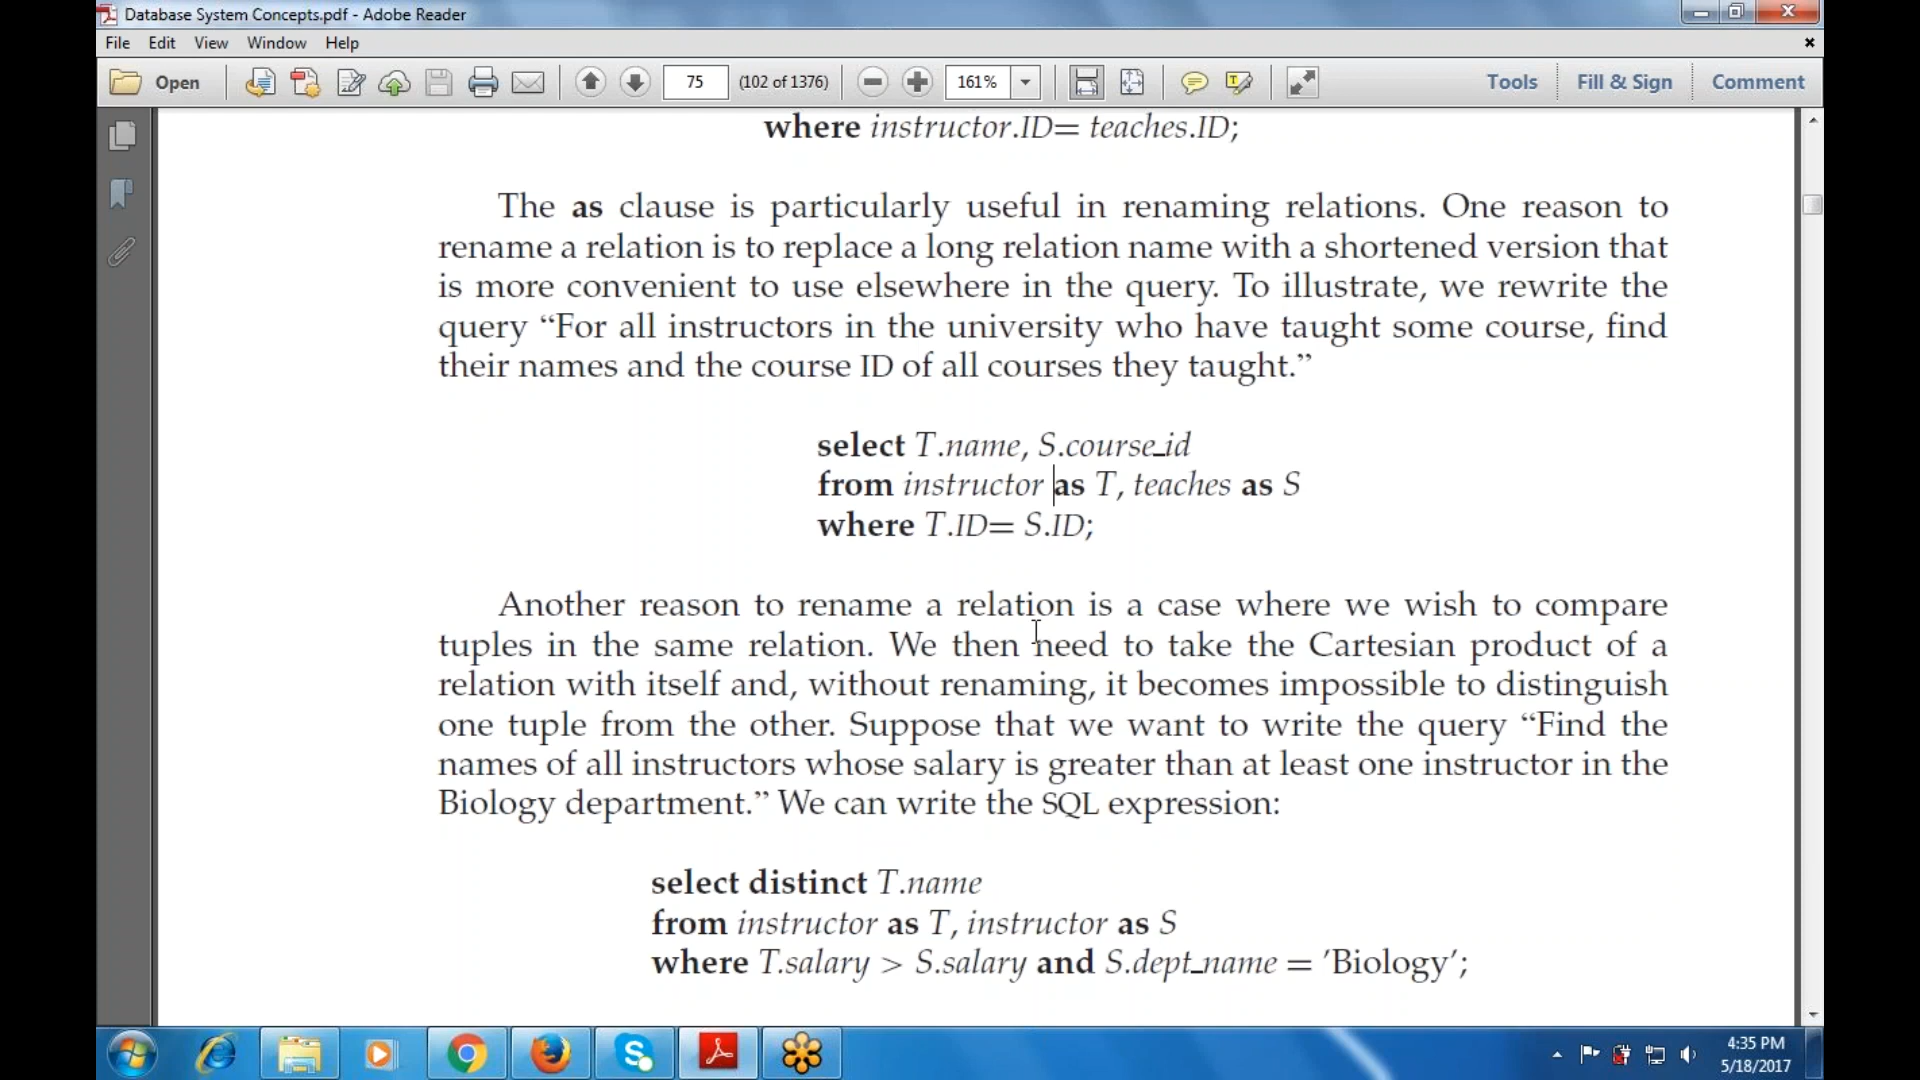 Database System Concepts.pdf - Adobe Reader
File Edit View Window Help
Open 75 (102 of 1376) 161% Tools Fill & Sign Comment
where instructor.ID= teaches.ID;
The as clause is particularly useful in renaming relations. One reason to
rename a relation is to replace a long relation name with a shortened version that
is more convenient to use elsewhere in the query. To illustrate, we rewrite the
query “For all instructors in the university who have taught some course, find
their names and the course ID of all courses they taught.”
select T.name, S.course_id
from instructor as T, teaches as S
where T.ID= S.ID;
Another reason to rename a relation is a case where we wish to compare
tuples in the same relation. We then need to take the Cartesian product of a
relation with itself and, without renaming, it becomes impossible to distinguish
one tuple from the other. Suppose that we want to write the query “Find the
names of all instructors whose salary is greater than at least one instructor in the
Biology department.” We can write the SQL expression:
select distinct T.name
from instructor as T, instructor as S
where T.salary > S.salary and S.dept_name = ’Biology’;
4:35 PM
5/18/2017